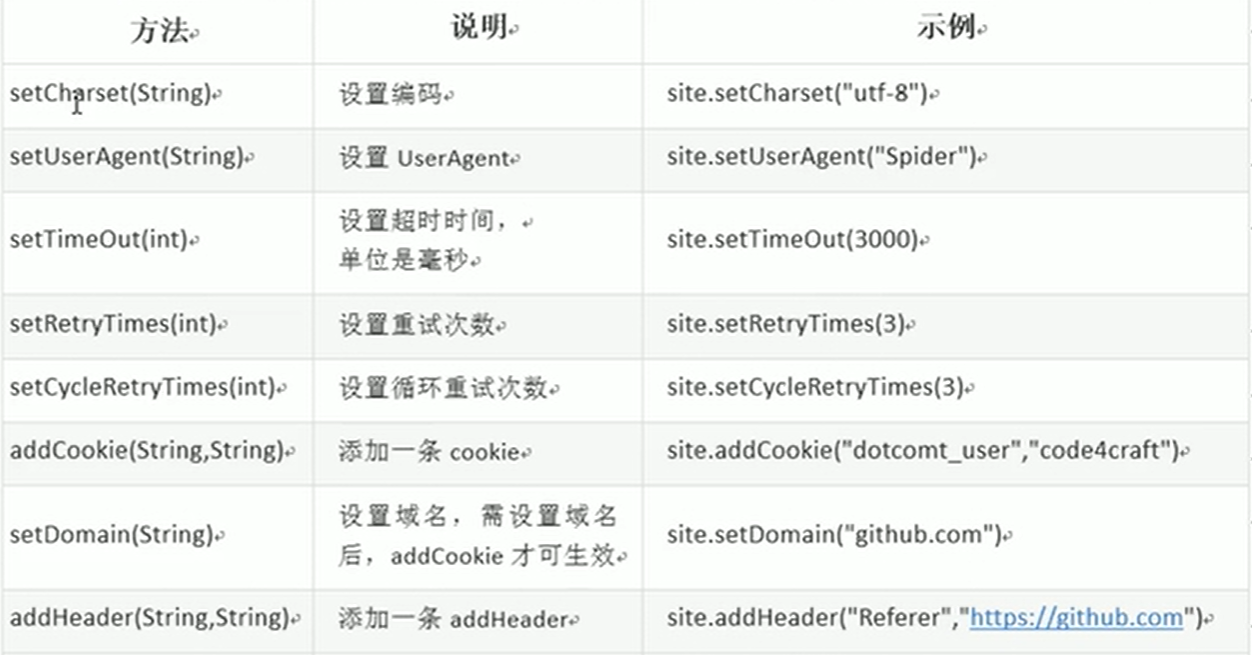 方法 说明 示例
setCharset(String) 设置编码 site.setCharset("utf-8")
setUserAgent(String) 设置 UserAgent site.setUserAgent("Spider")
setTimeOut(int) 设置超时时间， site.setTimeOut(3000)
单位是毫秒
setRetryTimes(int) 设置重试次数 site.setRetryTimes(3)
setCycleRetryTimes(int) 设置循环重试次数 site.setCycleRetryTimes(3)
addCookie(String,String) 添加一条 cookie site.addCookie("dotcomt_user","code4craft")
setDomain(String) 设置域名，需设置域名 site.setDomain("github.com")
后，addCookie 才可生效
addHeader(String,String) 添加一条 addHeader site.addHeader("Referer","https://github.com")